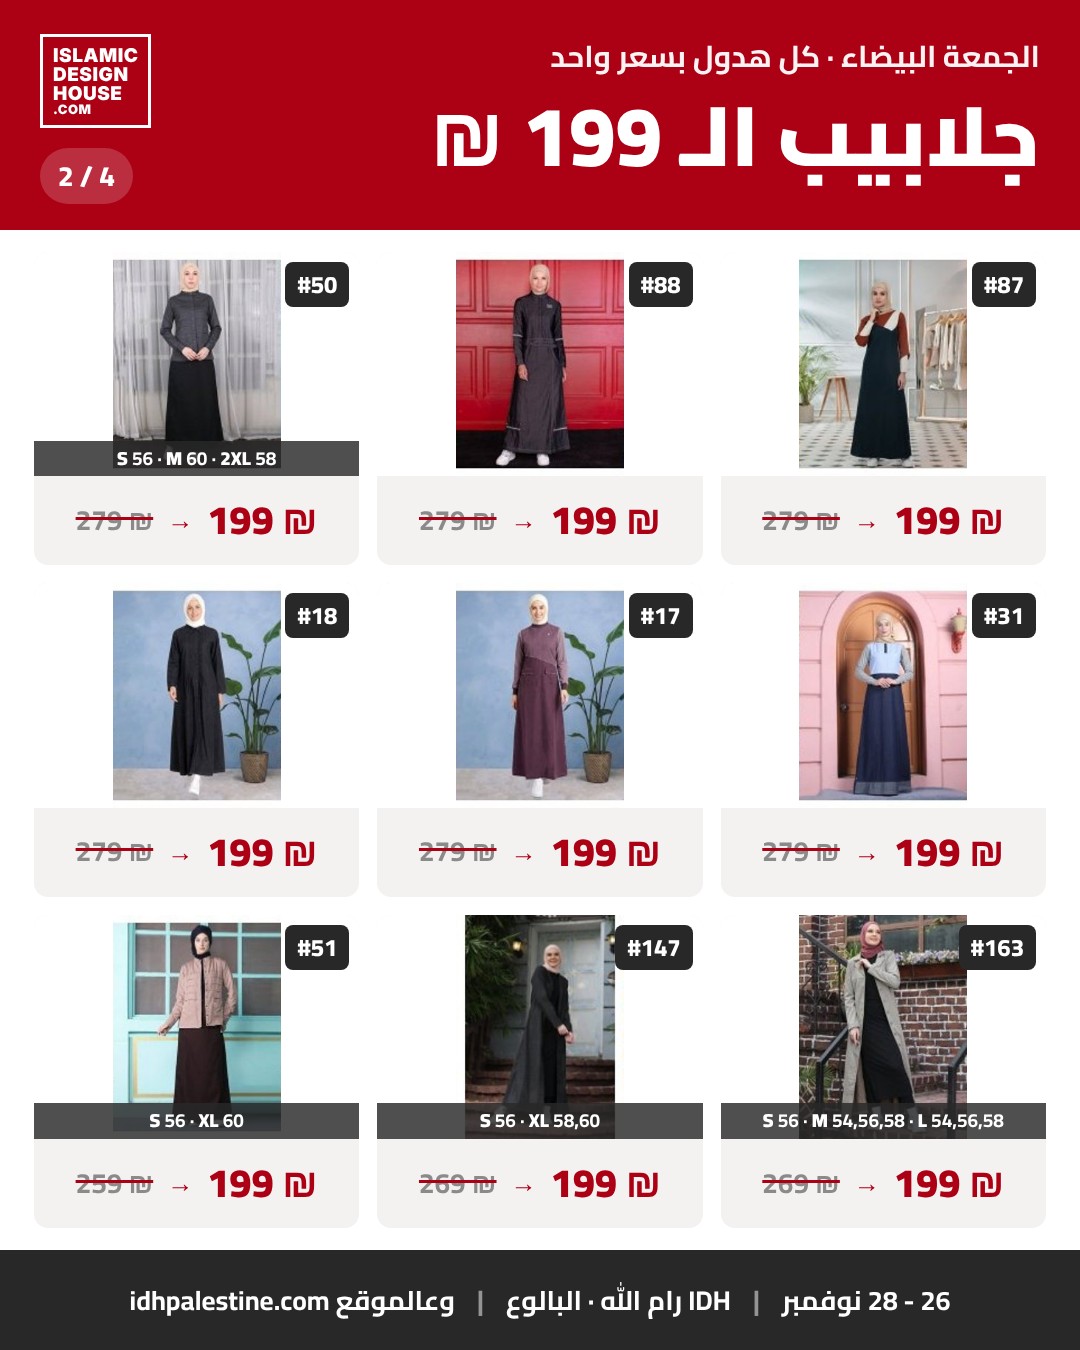 ISLAMIC
DESIGN
HOUSE
.COM
الجمعة البيضاء · كل هدول بسعر واحد
جلابيب الـ 199 ₪
2 / 4
#87
279 ₪ → 199 ₪
#88
279 ₪ → 199 ₪
#50
S 56 · M 60 · 2XL 58
279 ₪ → 199 ₪
#31
279 ₪ → 199 ₪
#17
279 ₪ → 199 ₪
#18
279 ₪ → 199 ₪
#163
S 56 · M 54,56,58 · L 54,56,58
269 ₪ → 199 ₪
#147
S 56 · XL 58,60
269 ₪ → 199 ₪
#51
S 56 · XL 60
259 ₪ → 199 ₪
26 - 28 نوفمبر | IDH رام الله · البالوع | وعالموقع idhpalestine.com